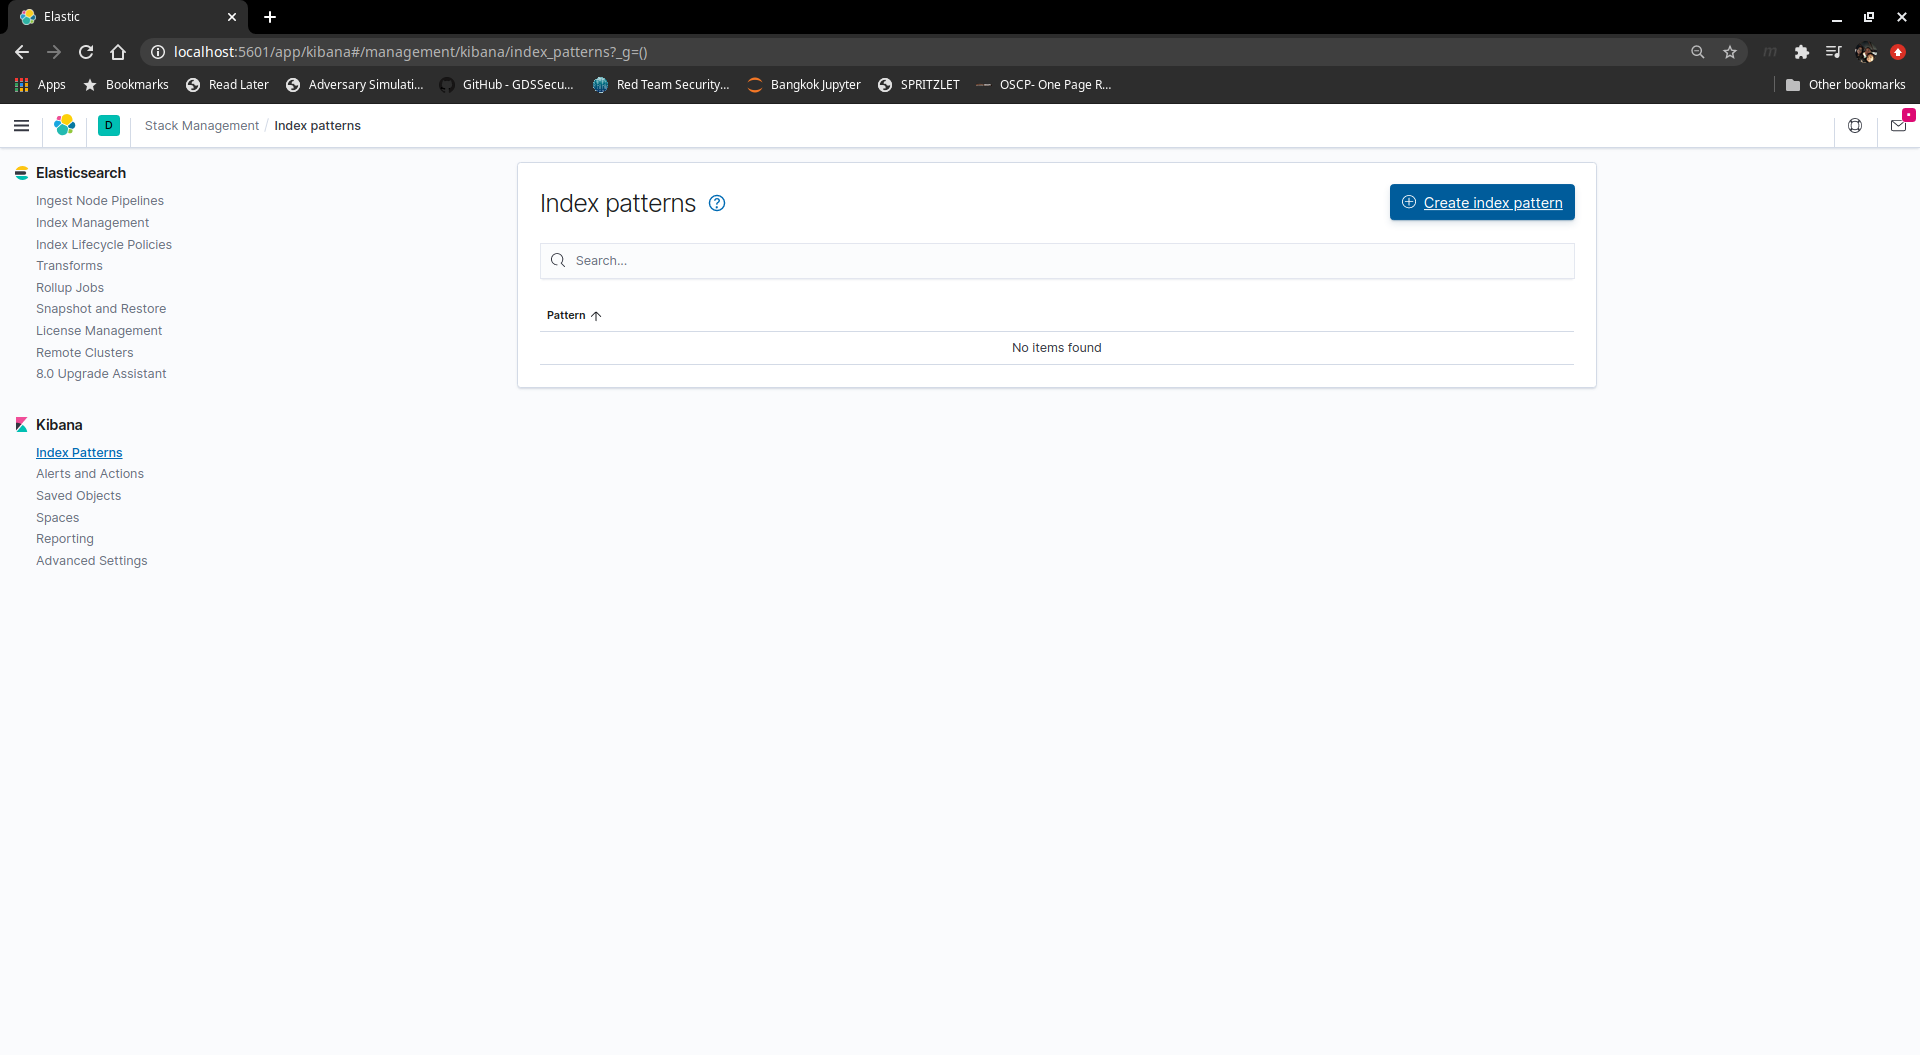 Elastic
localhost:5601/app/kibana#/management/kibana/index_patterns?_g=()
Apps Bookmarks Read Later Adversary Simulati... GitHub - GDSSecu... Red Team Security... Bangkok Jupyter SPRITZLET OSCP- One Page R... Other bookmarks
D Stack Management / Index patterns
Elasticsearch
Ingest Node Pipelines
Index Management
Index Lifecycle Policies
Transforms
Rollup Jobs
Snapshot and Restore
License Management
Remote Clusters
8.0 Upgrade Assistant
Kibana
Index Patterns
Alerts and Actions
Saved Objects
Spaces
Reporting
Advanced Settings
Index patterns
Create index pattern
Search...
Pattern
No items found